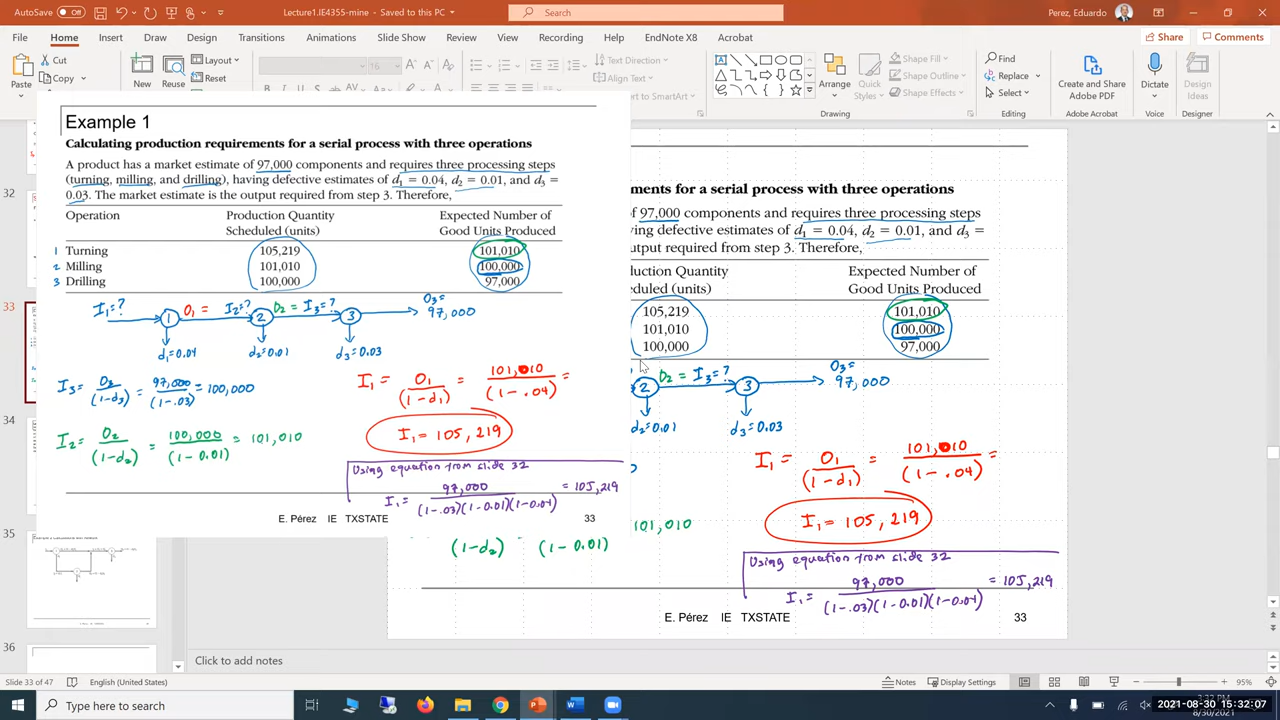 AutoSave Off
Lecture1.IE4355-mine • Saved to this PC
Search
Pérez, Eduardo
File Home Insert Draw Design Transitions Animations Slide Show Review View Recording Help EndNote X8 Acrobat
Share Comments
Paste
Cut
Copy
New
Reuse
Layout
Reset
16
Text Direction
Align Text
to SmartArt
Arrange
Quick
Styles
Shape Fill
Shape Outline
Shape Effects
Find
Replace
Select
Create and Share
Adobe PDF
Dictate
Design
Ideas
Drawing
Editing
Adobe Acrobat
Voice
Designer
Example 1
Calculating production requirements for a serial process with three operations
A product has a market estimate of 97,000 components and requires three processing steps
(turning, milling, and drilling), having defective estimates of d1 = 0.04, d2 = 0.01, and d3 =
0.03. The market estimate is the output required from step 3. Therefore,
Operation
Production Quantity
Scheduled (units)
Expected Number of
Good Units Produced
1 Turning 105,219 101,010
2 Milling 101,010 100,000
3 Drilling 100,000 97,000
I1=? O1= I2=? O2= I3=? O3=
97,000
1 2 3
d1=0.04 d2=0.01 d3=0.03
I3 = O3/(1-d3) = 97,000/(1-.03) = 100,000
I2 = O2/(1-d2) = 100,000/(1-0.01) = 101,010
I1 = O1/(1-d1) = 101,010/(1-.04) =
I1 = 105,219
Using equation from slide 32
I1 = 97,000/(1-.03)(1-0.01)(1-0.04) = 105,219
E. Pérez IE TXSTATE
33
ments for a serial process with three operations
of 97,000 components and requires three processing steps
ving defective estimates of d1 = 0.04, d2 = 0.01, and d3 =
utput required from step 3. Therefore,
duction Quantity
eduled (units)
Expected Number of
Good Units Produced
105,219 101,010
101,010 100,000
100,000 97,000
O3=
2 O2= I3=? 3 97,000
d2=0.01 d3=0.03
I1 = O1/(1-d1) = 101,010/(1-.04) =
I1 = 105,219
101,010
(1-d2) (1-0.01)
Using equation from slide 32
I1 = 97,000/(1-.03)(1-0.01)(1-0.04) = 105,219
E. Pérez IE TXSTATE
33
32
33
35
36
Click to add notes
Slide 33 of 47
English (United States)
Notes
Display Settings
95%
Type here to search
2021-08-30 15:32:07
8/30/2021